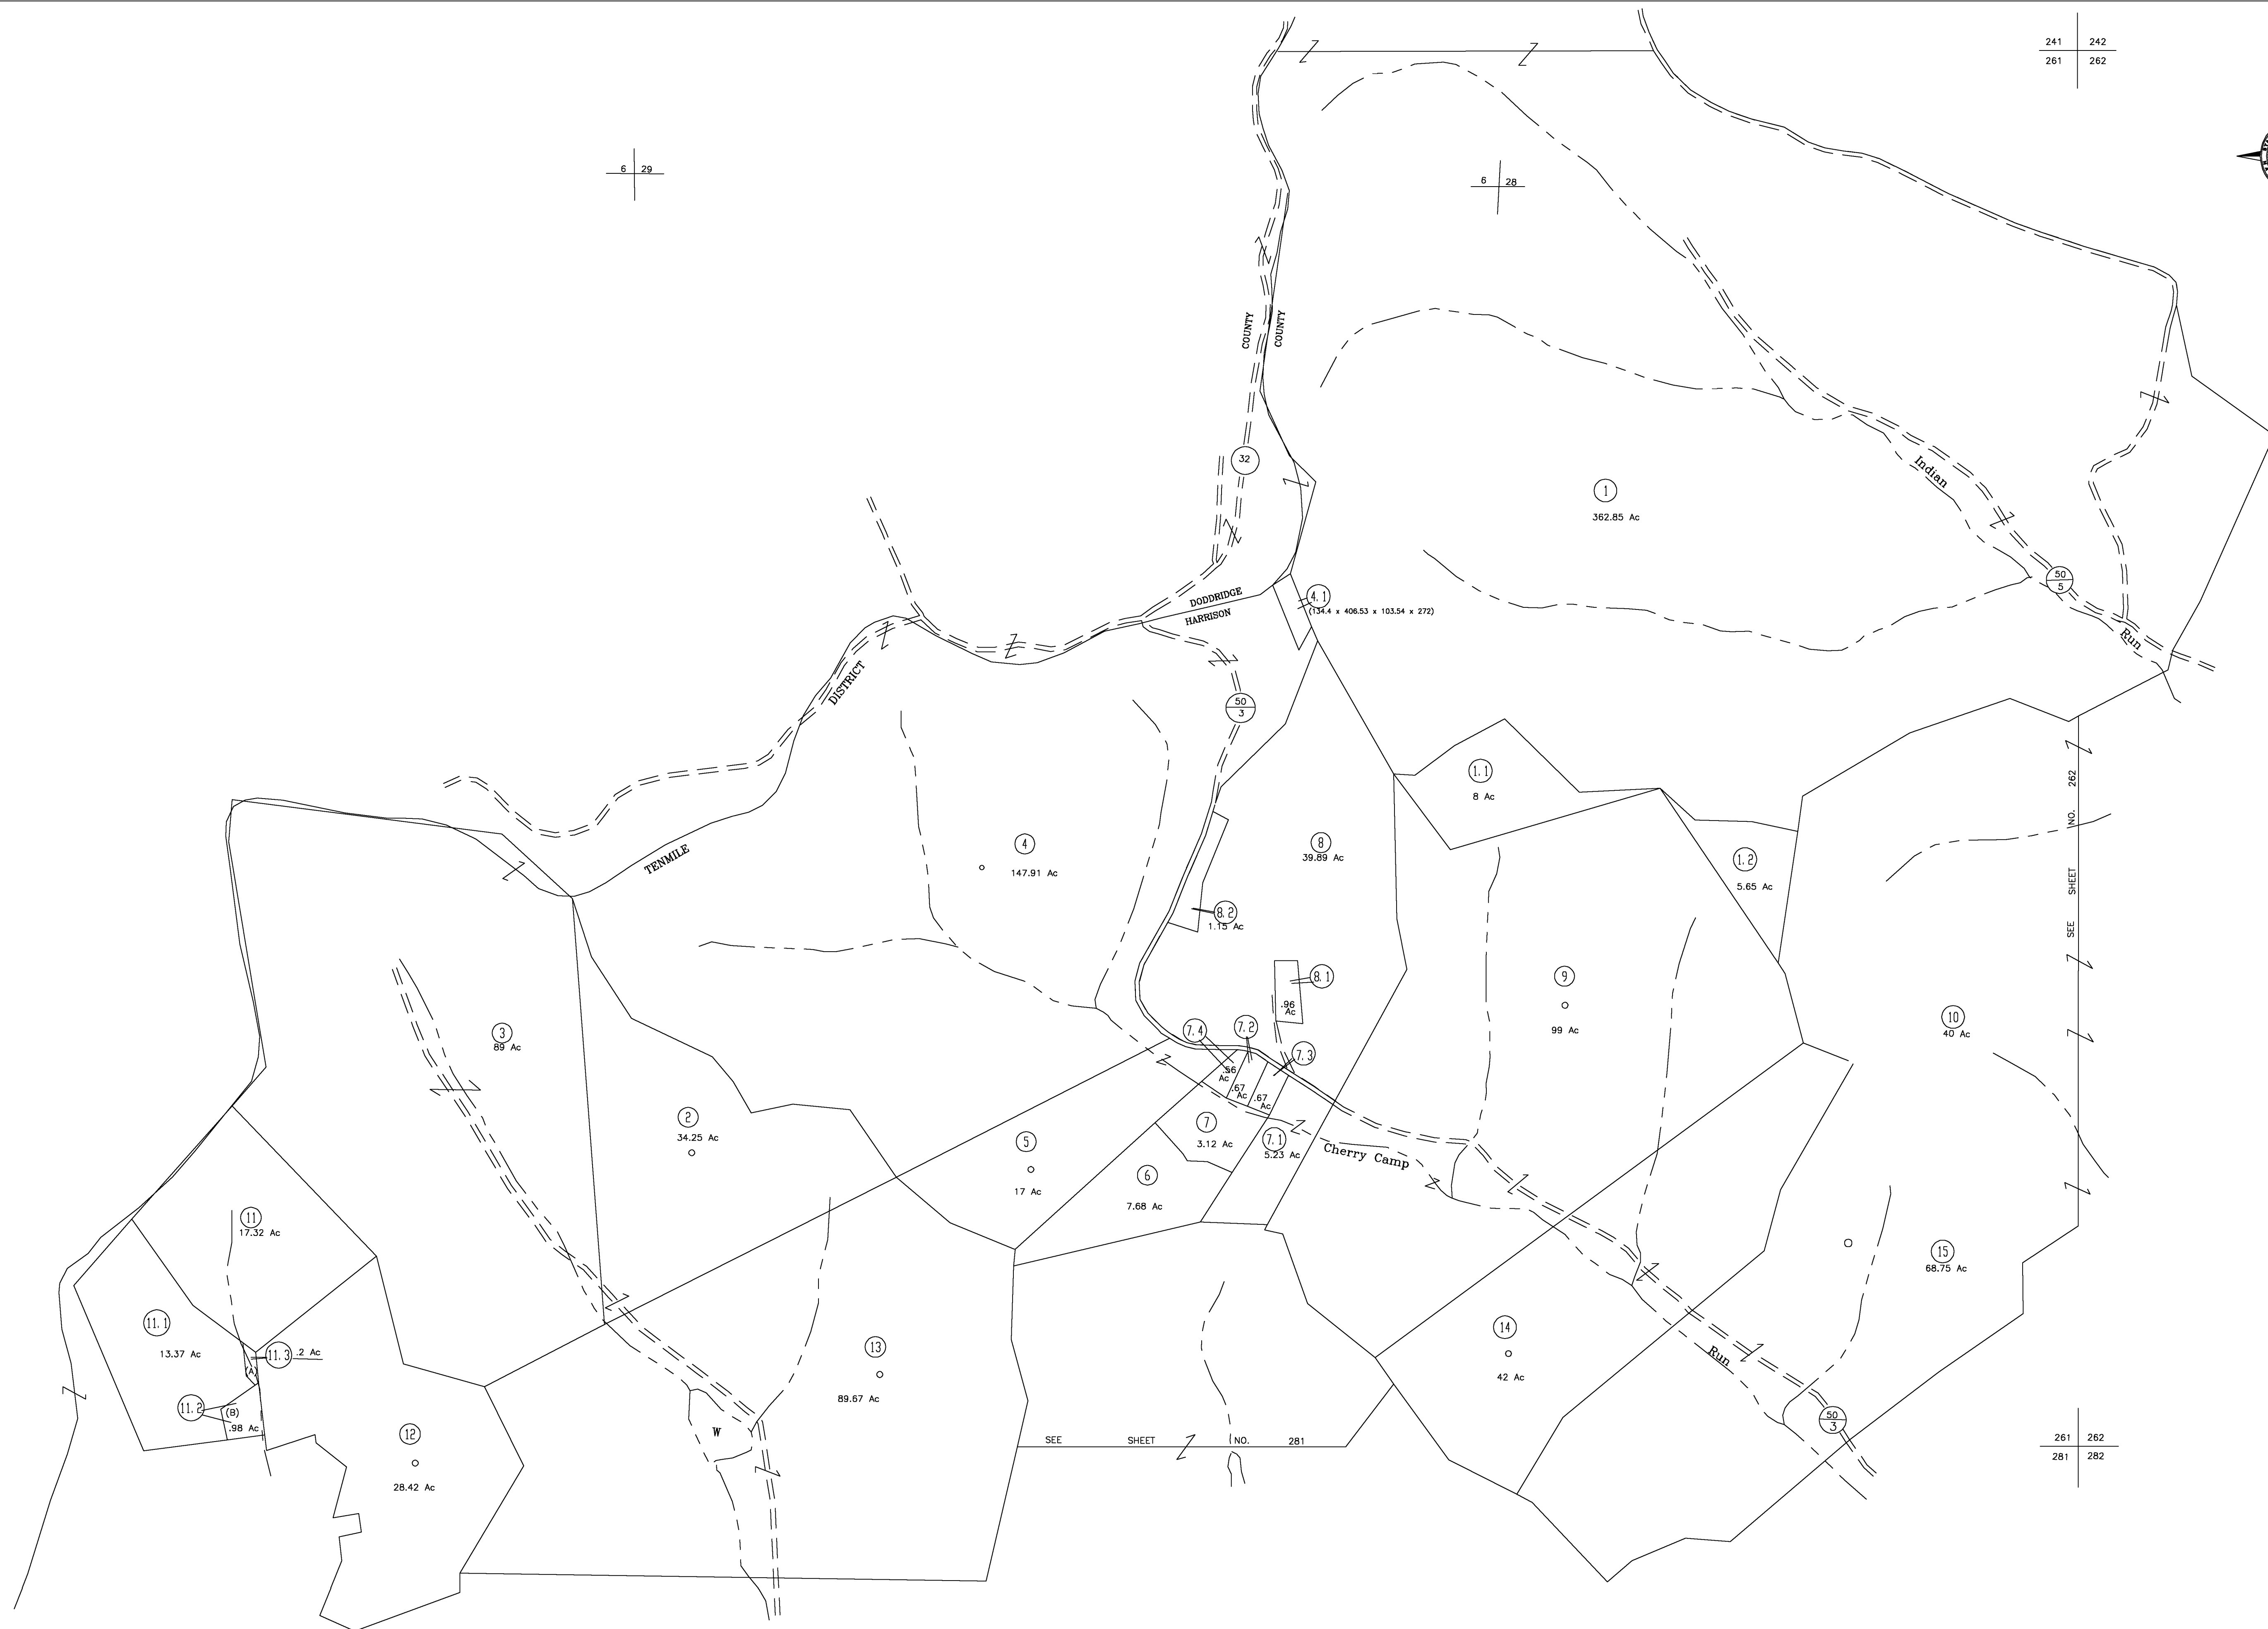 241 242
261 262
6 29
6 28
COUNTY
COUNTY
32
1
362.85 Ac
Indian
Run
50
5
DODDRIDGE
HARRISON
4.1
(134.4 x 406.53 x 103.54 x 272)
DISTRICT
TENMILE
50
3
1.1
8 Ac
1.2
5.65 Ac
SEE SHEET NO. 262
4
147.91 Ac
8
39.89 Ac
8.2
1.15 Ac
8.1
.96
Ac
9
99 Ac
10
40 Ac
3
89 Ac
2
34.25 Ac
7.4
7.2
7.3
.56
Ac
.67
Ac
.67
Ac
7
3.12 Ac
7.1
5.23 Ac
Cherry Camp
Run
5
17 Ac
6
7.68 Ac
11
17.32 Ac
11.1
13.37 Ac
11.3
.2 Ac
(A)
11.2
(B)
.98 Ac
12
28.42 Ac
13
89.67 Ac
W
SEE SHEET NO. 281
14
42 Ac
15
68.75 Ac
50
3
261 262
281 282